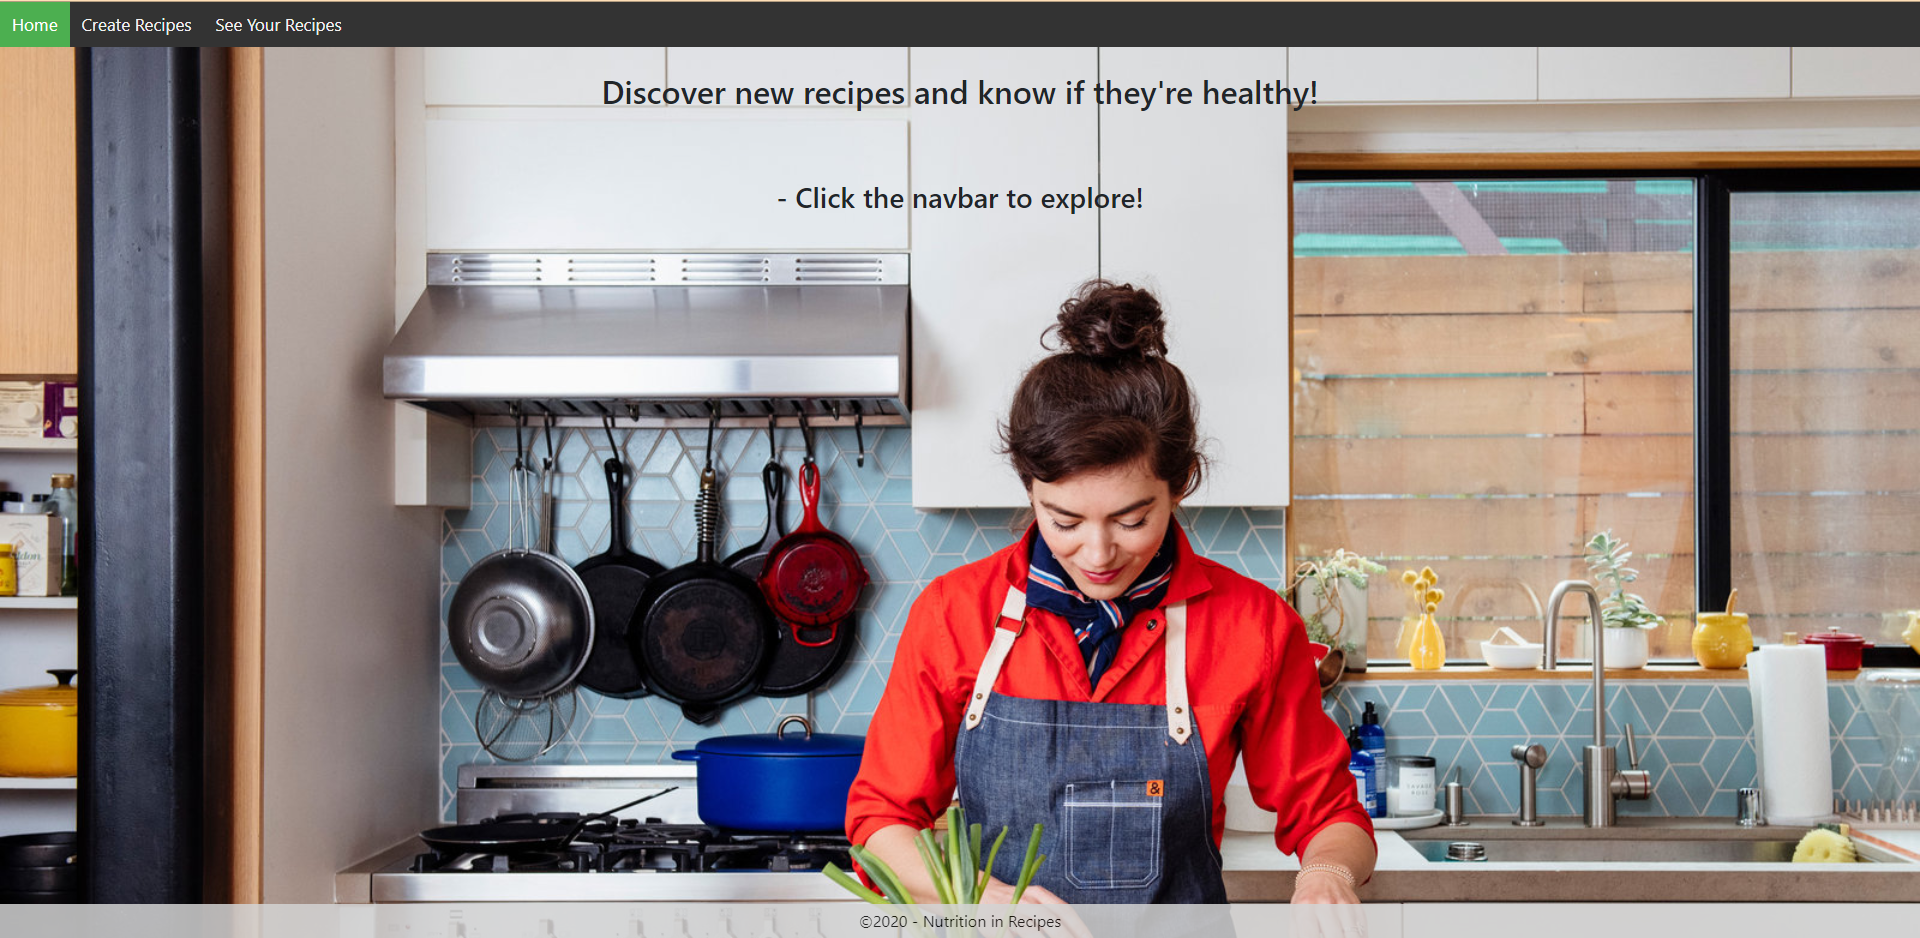 Home Create Recipes See Your Recipes
Discover new recipes and know if they're healthy!
- Click the navbar to explore!
&
©2020 - Nutrition in Recipes